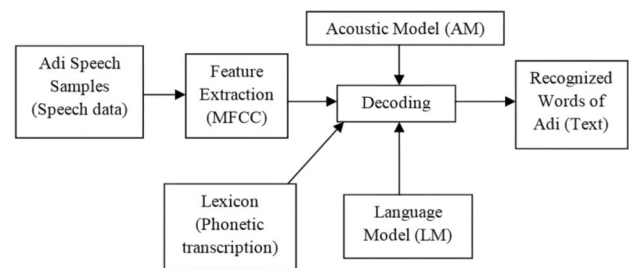 Acoustic Model (AM)
Adi Speech
Samples
(Speech data)
Feature
Extraction
(MFCC)
Decoding
Recognized
Words of
Adi (Text)
Lexicon
(Phonetic
transcription)
Language
Model (LM)